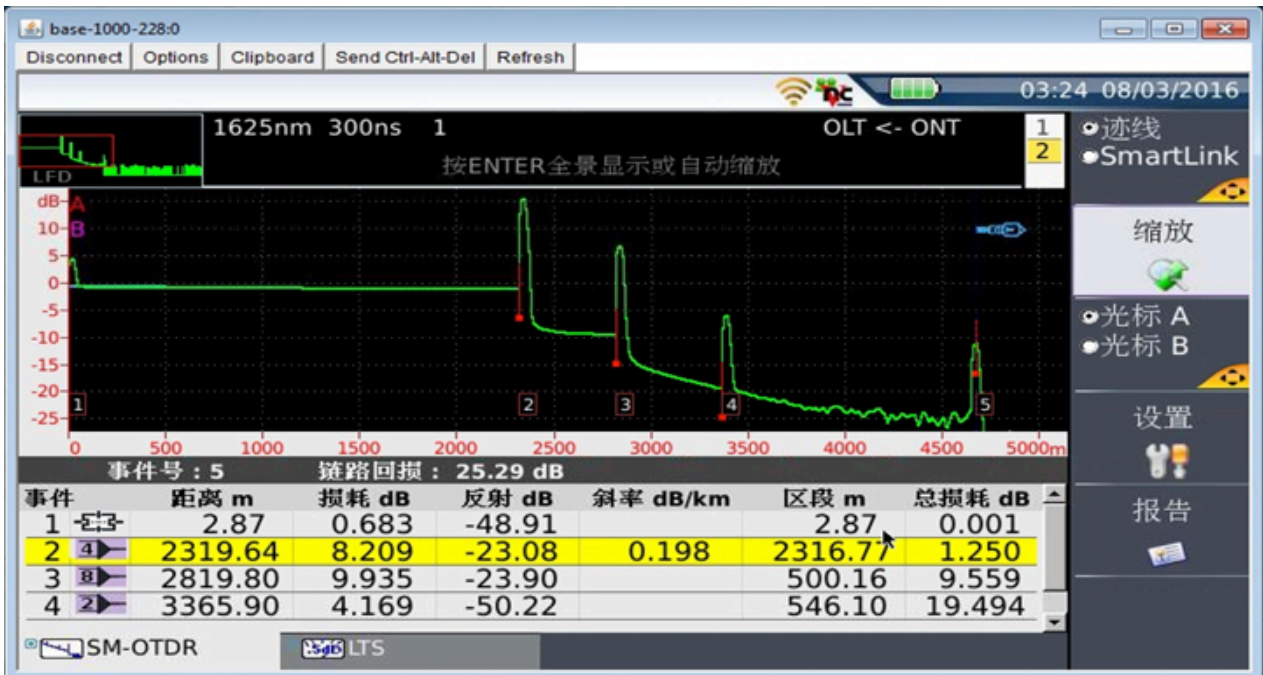 base-1000-228:0
Disconnect Options Clipboard Send Ctrl-Alt-Del Refresh
03:24 08/03/2016
LFD
1625nm 300ns 1 OLT <- ONT
按ENTER全景显示或自动缩放
1
2
迹线
SmartLink
缩放
光标 A
光标 B
设置
报告
dB A
10 B
5
0
-5
-10
-15
-20
-25
1 2 3 4 5
0 500 1000 1500 2000 2500 3000 3500 4000 4500 5000m
事件号：5 链路回损： 25.29 dB
事件 距离 m 损耗 dB 反射 dB 斜率 dB/km 区段 m 总损耗 dB
1 2.87 0.683 -48.91 2.87 0.001
2 4 2319.64 8.209 -23.08 0.198 2316.77 1.250
3 8 2819.80 9.935 -23.90 500.16 9.559
4 2 3365.90 4.169 -50.22 546.10 19.494
SM-OTDR .5dB LTS